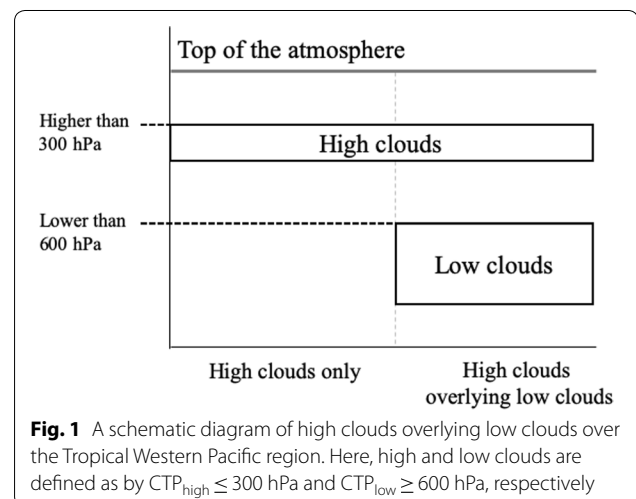 Top of the atmosphere
Higher than
300 hPa
High clouds
Lower than
600 hPa
Low clouds
High clouds only
High clouds
overlying low clouds
Fig. 1 A schematic diagram of high clouds overlying low clouds over
the Tropical Western Pacific region. Here, high and low clouds are
defined as by CTPhigh ≤ 300 hPa and CTPlow ≥ 600 hPa, respectively